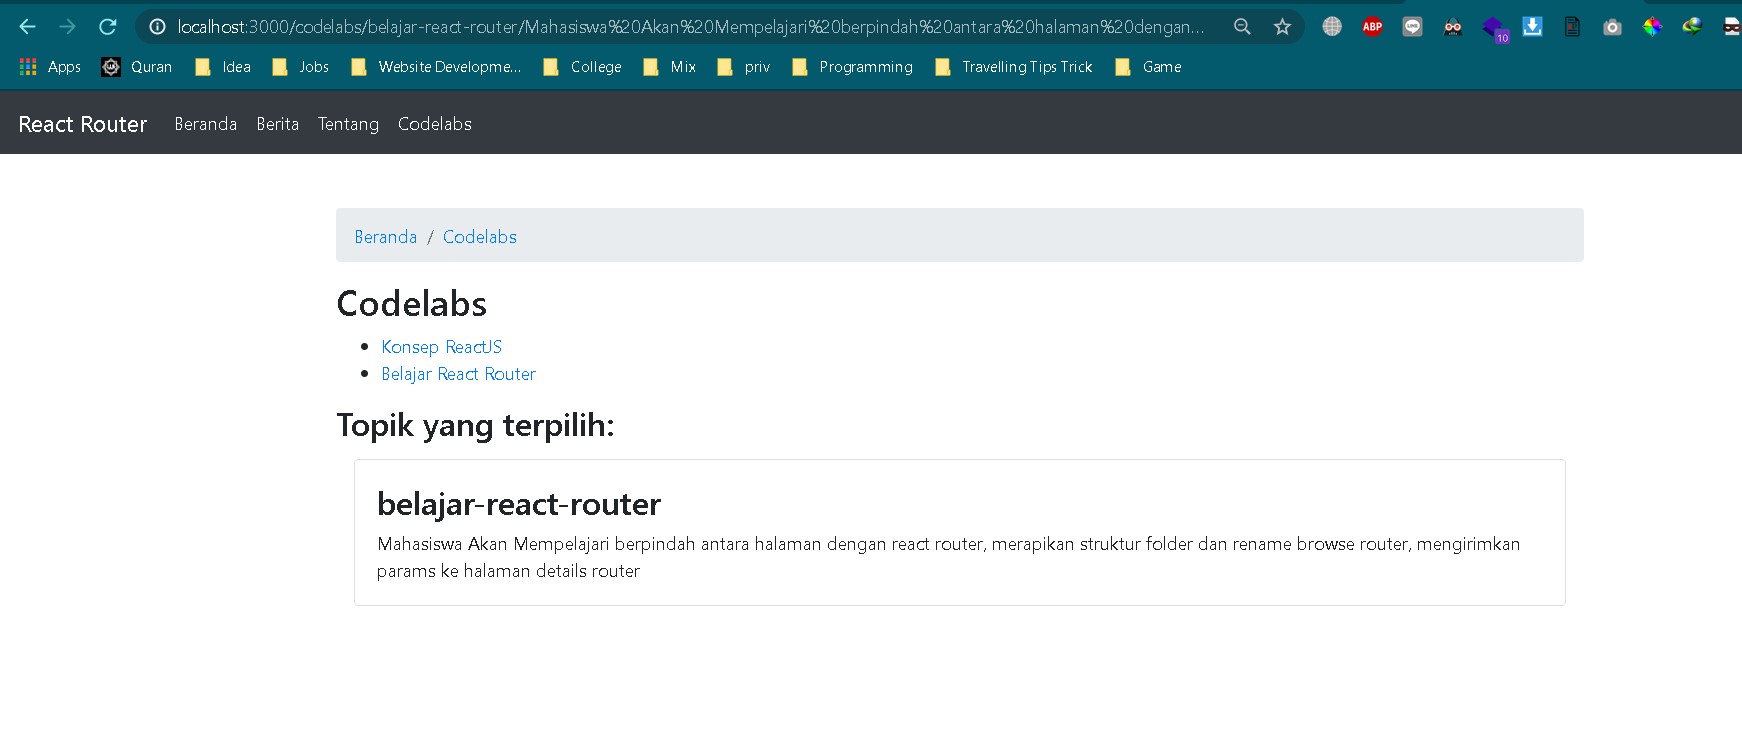 localhost:3000/codelabs/belajar-react-router/Mahasiswa%20Akan%20Mempelajari%20berpindah%20antara%20halaman%20dengan...
ABP
10
Apps Quran Idea Jobs Website Developme... College Mix priv Programming Travelling Tips Trick Game
React Router Beranda Berita Tentang Codelabs
Beranda / Codelabs
Codelabs
Konsep ReactJS
Belajar React Router
Topik yang terpilih:
belajar-react-router
Mahasiswa Akan Mempelajari berpindah antara halaman dengan react router, merapikan struktur folder dan rename browse router, mengirimkan
params ke halaman details router